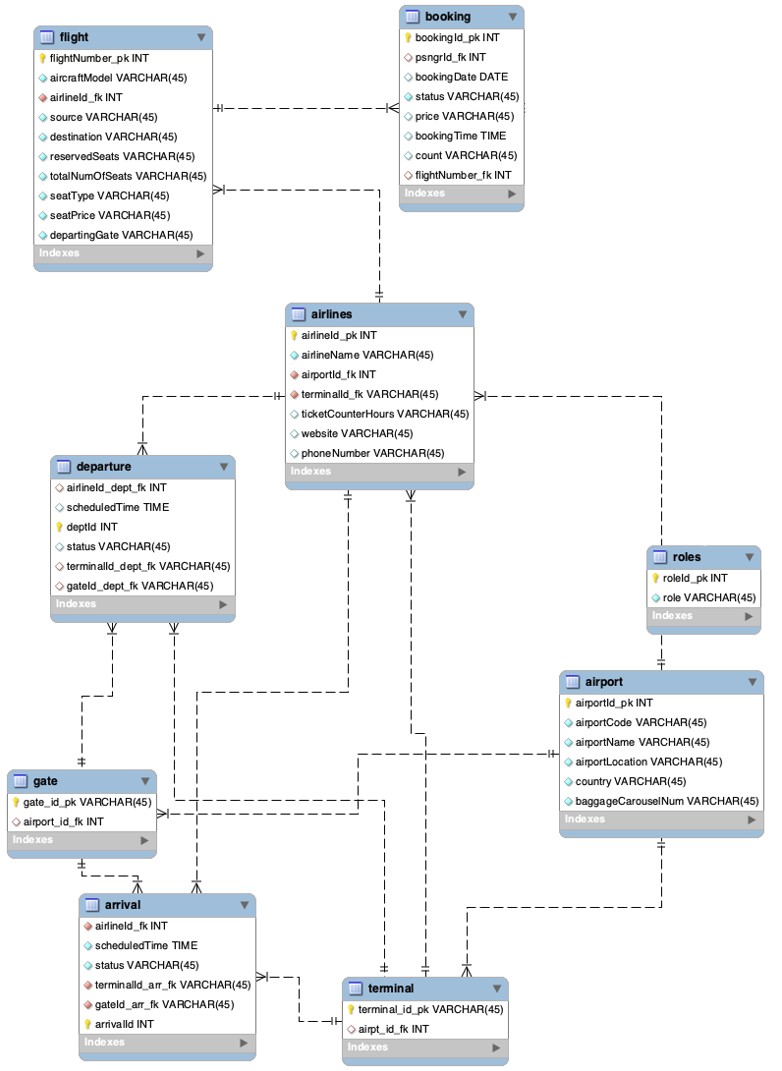 flight
flightNumber_pk INT
aircraftModel VARCHAR(45)
airlineId_fk INT
source VARCHAR(45)
destination VARCHAR(45)
reservedSeats VARCHAR(45)
totalNumOfSeats VARCHAR(45)
seatType VARCHAR(45)
seatPrice VARCHAR(45)
departingGate VARCHAR(45)
Indexes
booking
bookingId_pk INT
psngrId_fk INT
bookingDate DATE
status VARCHAR(45)
price VARCHAR(45)
bookingTime TIME
count VARCHAR(45)
flightNumber_fk INT
Indexes
airlines
airlineId_pk INT
airlineName VARCHAR(45)
airportId_fk INT
terminalId_fk VARCHAR(45)
ticketCounterHours VARCHAR(45)
website VARCHAR(45)
phoneNumber VARCHAR(45)
Indexes
departure
airlineId_dept_fk INT
scheduledTime TIME
deptId INT
status VARCHAR(45)
terminalId_dept_fk VARCHAR(45)
gateId_dept_fk VARCHAR(45)
Indexes
roles
roleId_pk INT
role VARCHAR(45)
Indexes
airport
airportId_pk INT
airportCode VARCHAR(45)
airportName VARCHAR(45)
airportLocation VARCHAR(45)
country VARCHAR(45)
baggageCarouselNum VARCHAR(45)
Indexes
gate
gate_id_pk VARCHAR(45)
airport_id_fk INT
Indexes
arrival
airlineId_fk INT
scheduledTime TIME
status VARCHAR(45)
terminalId_arr_fk VARCHAR(45)
gateId_arr_fk VARCHAR(45)
arrivalId INT
Indexes
terminal
terminal_id_pk VARCHAR(45)
airpt_id_fk INT
Indexes